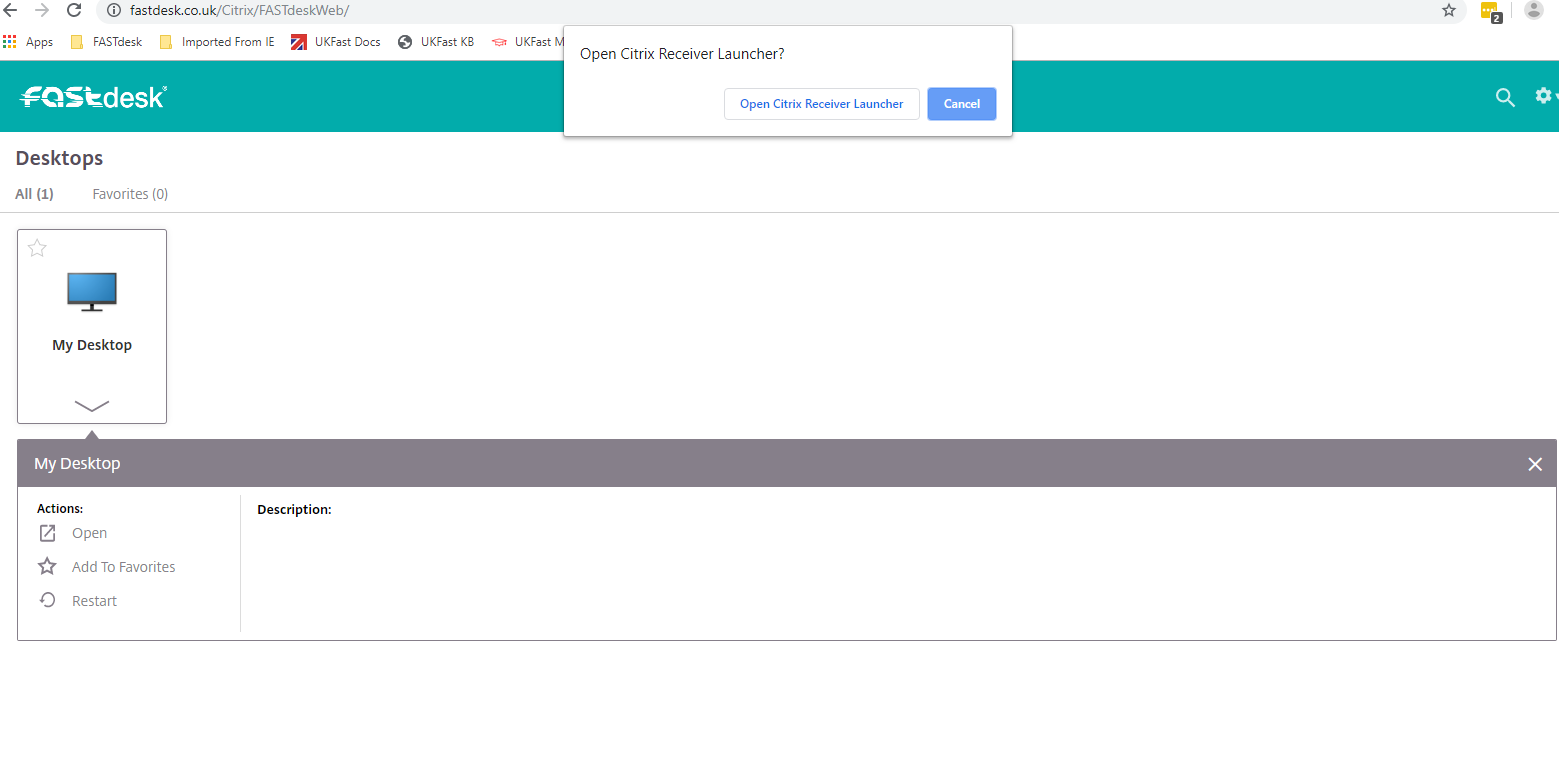 fastdesk.co.uk/Citrix/FASTdeskWeb/
2
Apps FASTdesk Imported From IE UKFast Docs UKFast KB UKFast M
Open Citrix Receiver Launcher?
Open Citrix Receiver Launcher Cancel
FASTdesk®
Desktops
All (1) Favorites (0)
My Desktop
My Desktop
Actions: Description:
Open
Add To Favorites
Restart